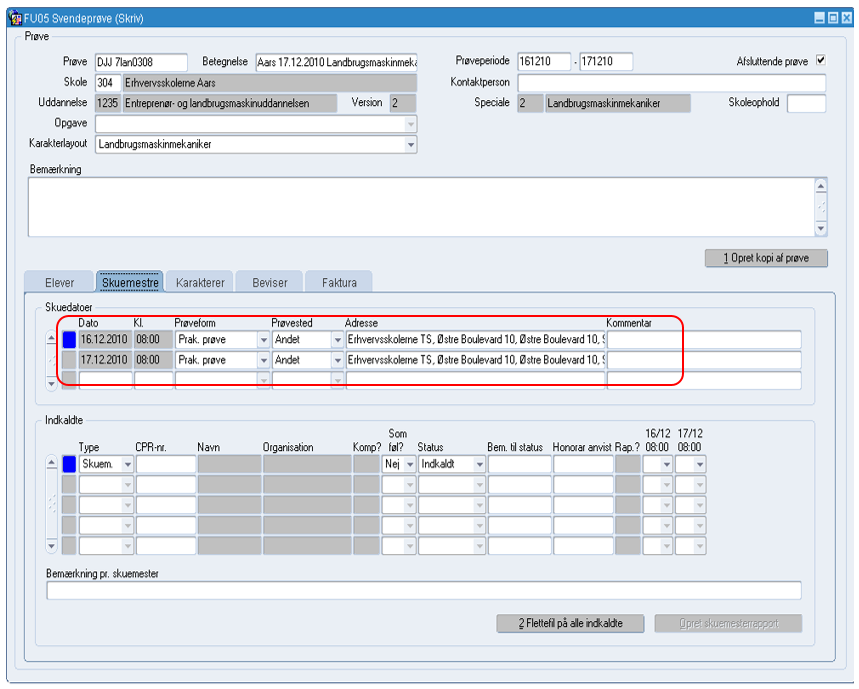 FU05 Svendeprøve (Skriv)
Prøve
Prøve DJJ 7lan0308 Betegnelse Aars 17.12.2010 Landbrugsmaskinmeka Prøveperiode 161210 - 171210 Afsluttende prøve
Skole 304 Erhvervsskolerne Aars Kontaktperson
Uddannelse 1235 Entreprenør- og landbrugsmaskinuddannelsen Version 2 Speciale 2 Landbrugsmaskinmekaniker Skoleophold
Opgave
Karakterlayout Landbrugsmaskinmekaniker
Bemærkning
1 Opret kopi af prøve
Elever Skuemestre Karakterer Beviser Faktura
Skuedatoer
Dato Kl. Prøveform Prøvested Adresse Kommentar
16.12.2010 08:00 Prak. prøve Andet Erhvervsskolerne TS, Østre Boulevard 10, Østre Boulevard 10, S
17.12.2010 08:00 Prak. prøve Andet Erhvervsskolerne TS, Østre Boulevard 10, Østre Boulevard 10, S
Indkaldte
Som 16/12 17/12
Type CPR-nr. Navn Organisation Komp? føl? Status Bem. til status Honorar anvist Rap.? 08:00 08:00
Skuem. Nej Indkaldt
Bemærkning pr. skuemester
2 Flettefil på alle indkaldte Opret skuemesterrapport